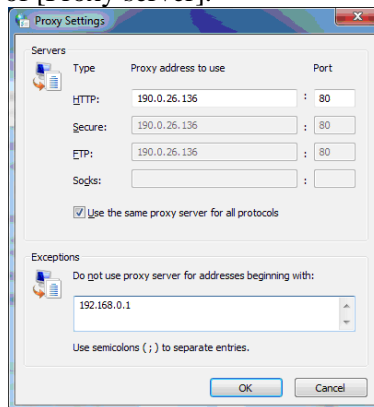 of [Proxy server].
Proxy Settings
Servers
Type Proxy address to use Port
HTTP: 190.0.26.136 : 80
Secure: 190.0.26.136 : 80
FTP: 190.0.26.136 : 80
Socks: :
Use the same proxy server for all protocols
Exceptions
Do not use proxy server for addresses beginning with:
192.168.0.1
Use semicolons ( ; ) to separate entries.
OK Cancel